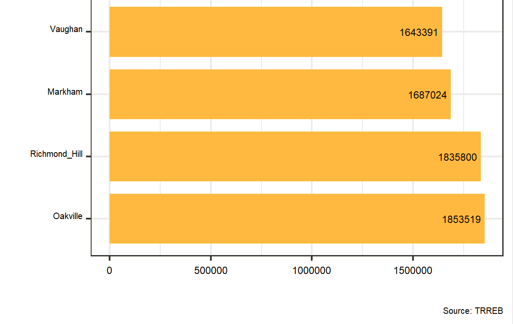 Vaughan 1643391
Markham 1687024
Richmond_Hill 1835800
Oakville 1853519
0 500000 1000000 1500000
Source: TRREB